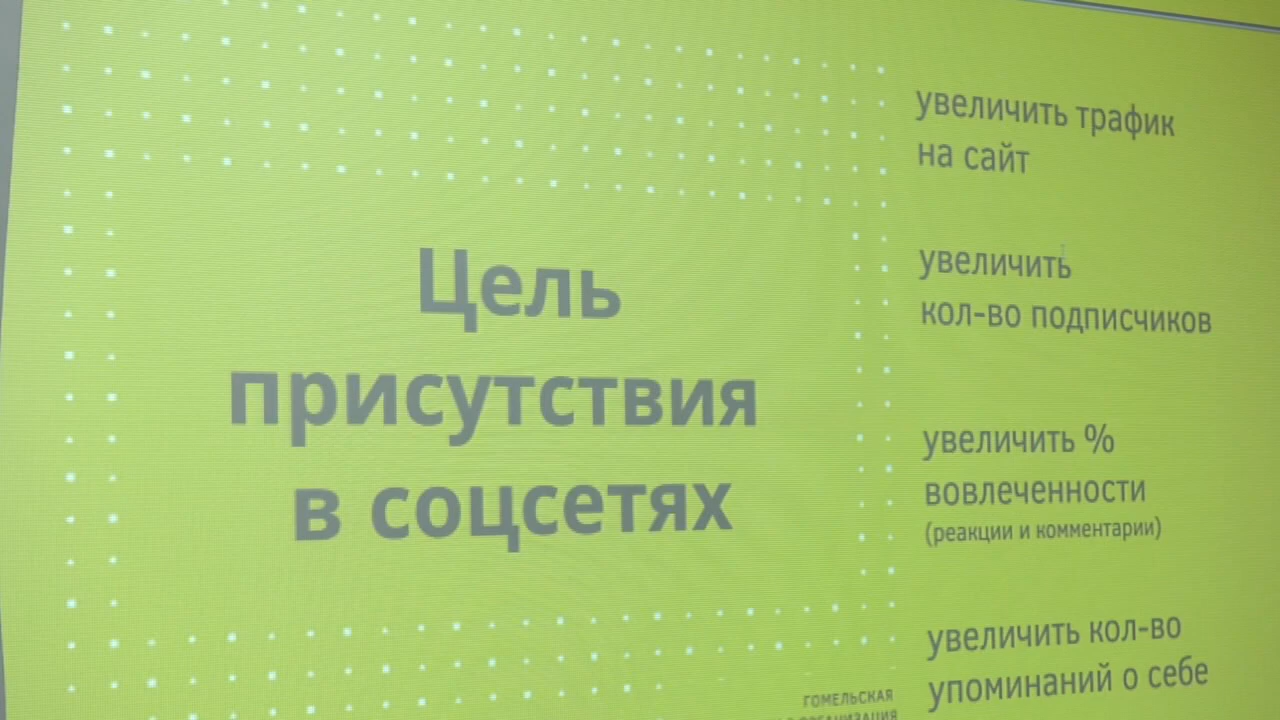 Цель
присутствия
в соцсетях
увеличить трафик
на сайт
увеличить
кол-во подписчиков
увеличить %
вовлеченности
(реакции и комментарии)
увеличить кол-во
упоминаний о себе
ГОМЕЛЬСКАЯ